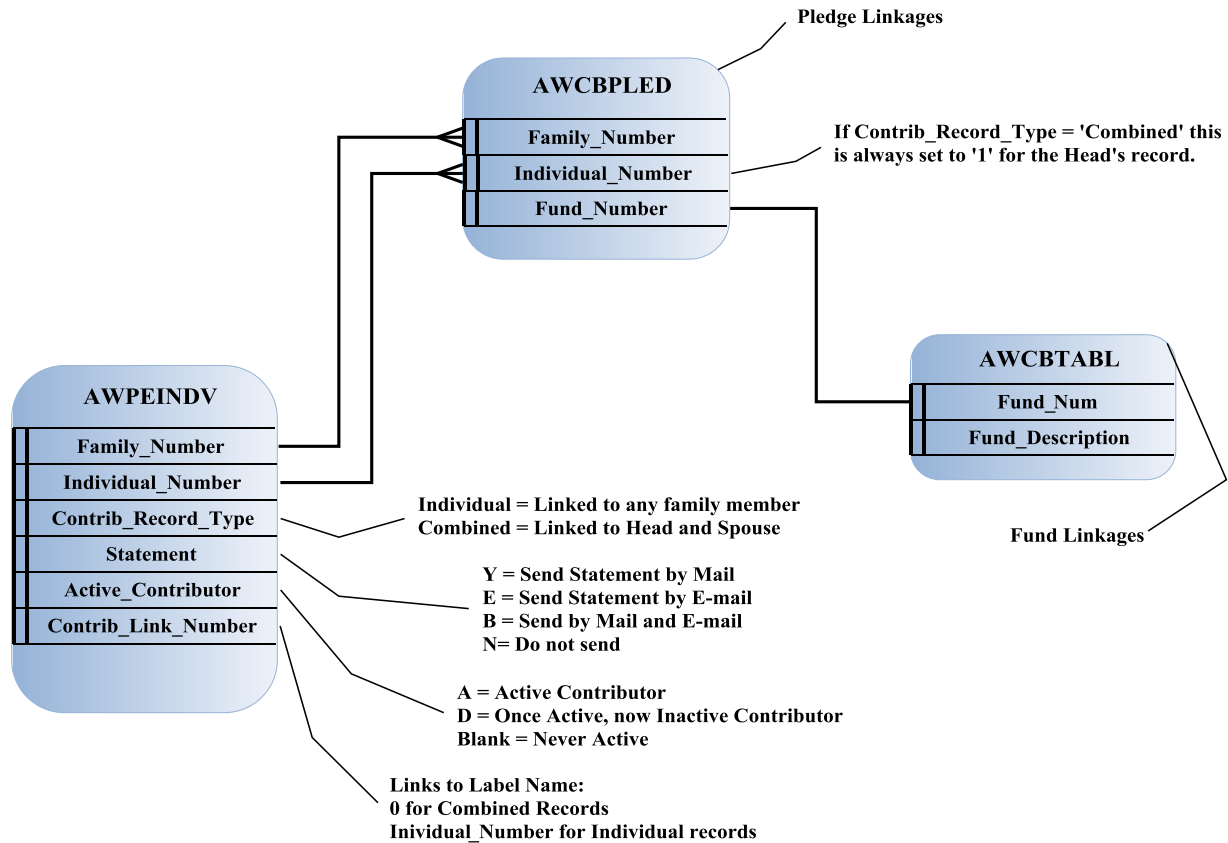 Pledge Linkages
AWCBPLED
Family_Number
Individual_Number
Fund_Number
If Contrib_Record_Type = 'Combined' this
is always set to '1' for the Head's record.
AWCBTABL
Fund_Num
Fund_Description
Fund Linkages
AWPEINDV
Family_Number
Individual_Number
Contrib_Record_Type
Statement
Active_Contributor
Contrib_Link_Number
Individual = Linked to any family member
Combined = Linked to Head and Spouse
Y = Send Statement by Mail
E = Send Statement by E-mail
B = Send by Mail and E-mail
N= Do not send
A = Active Contributor
D = Once Active, now Inactive Contributor
Blank = Never Active
Links to Label Name:
0 for Combined Records
Inividual_Number for Individual records